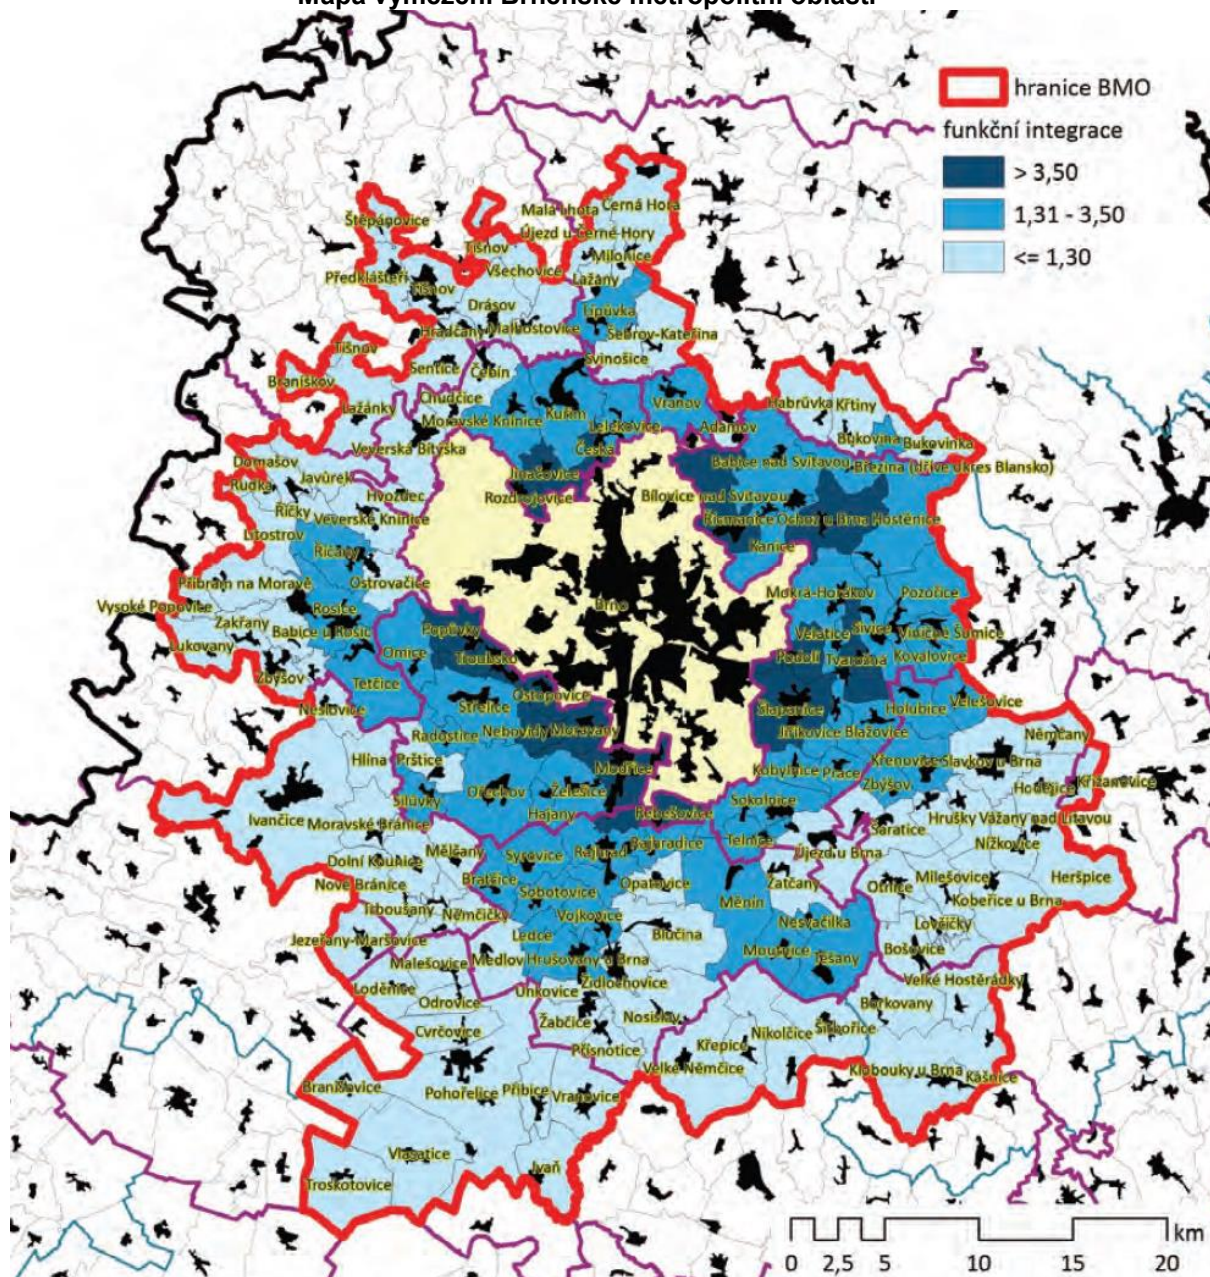 Mapa vymezení Brněnské metropolitní oblasti
hranice BMO
funkční integrace
> 3,50
1,31 - 3,50
<= 1,30
Štěpánovice
Malá Lhota
Černá Hora
Újezd u Černé Hory
Tišnov
Milonice
Předklášteří
Všechovice
Lažány
Tišnov
Drásov
Lipůvka
Hradčany
Malhostovice
Šebrov-Kateřina
Tišnov
Svinošice
Sentice
Čebín
Braníškov
Chudčice
Lažánky
Vranov
Habrůvka
Křtiny
Moravské Knínice
Kuřim
Lelekovice
Adamov
Bukovina
Bukovinka
Veverská Bítýška
Česká
Domašov
Babice nad Svitavou
Březina (dříve okres Blansko)
Rudka
Javůrek
Jinačovice
Hvozdec
Rozdrojovice
Bílovice nad Svitavou
Říčky
Veverské Knínice
Řícmanice
Ochoz u Brna
Hostěnice
Litostrov
Kanice
Říčany
Příbram na Moravě
Ostrovačice
Mokrá-Horákov
Pozořice
Vysoké Popovice
Rosice
Brno
Zakřany
Babice u Rosic
Popůvky
Velatice
Sivice
Viničné Šumice
Lukovany
Omice
Troubsko
Podolí
Tvarožná
Kovalovice
Zbýšov
Tetčice
Ostopovice
Neslovice
Střelice
Šlapanice
Holubice
Velešovice
Radostice
Nebovidy
Moravany
Jiříkovice
Blažovice
Němčany
Hlína
Prštice
Modřice
Kobylnice
Prace
Křenovice
Slavkov u Brna
Zbýšov
Hodějice
Křižanovice
Silůvky
Ořechov
Želešice
Sokolnice
Ivančice
Moravské Bránice
Hajany
Rebešovice
Šaratice
Hrušky
Vážany nad Litavou
Telnice
Nížkovice
Dolní Kounice
Mělčany
Syrovice
Rajhrad
Rajhradice
Újezd u Brna
Nové Bránice
Bratčice
Sobotovice
Opatovice
Žatčany
Otnice
Milešovice
Heršpice
Měnín
Kobeřice u Brna
Trboušany
Němčičky
Vojkovice
Nesvačilka
Lovčičky
Jezeřany-Maršovice
Ledce
Blučina
Moutnice
Těšany
Bošovice
Malešovice
Medlov
Hrušovany u Brna
Loděnice
Unkovice
Židlochovice
Velké Hostěrádky
Odrovice
Borkovany
Cvrčovice
Žabčice
Nosislav
Nikolčice
Šitbořice
Přísnotice
Křepice
Velké Němčice
Klobouky u Brna
Kašnice
Branišovice
Pohořelice
Přibice
Vranovice
Vlasatice
Ivaň
Troskotovice
0 2,5 5 10 15 20 km